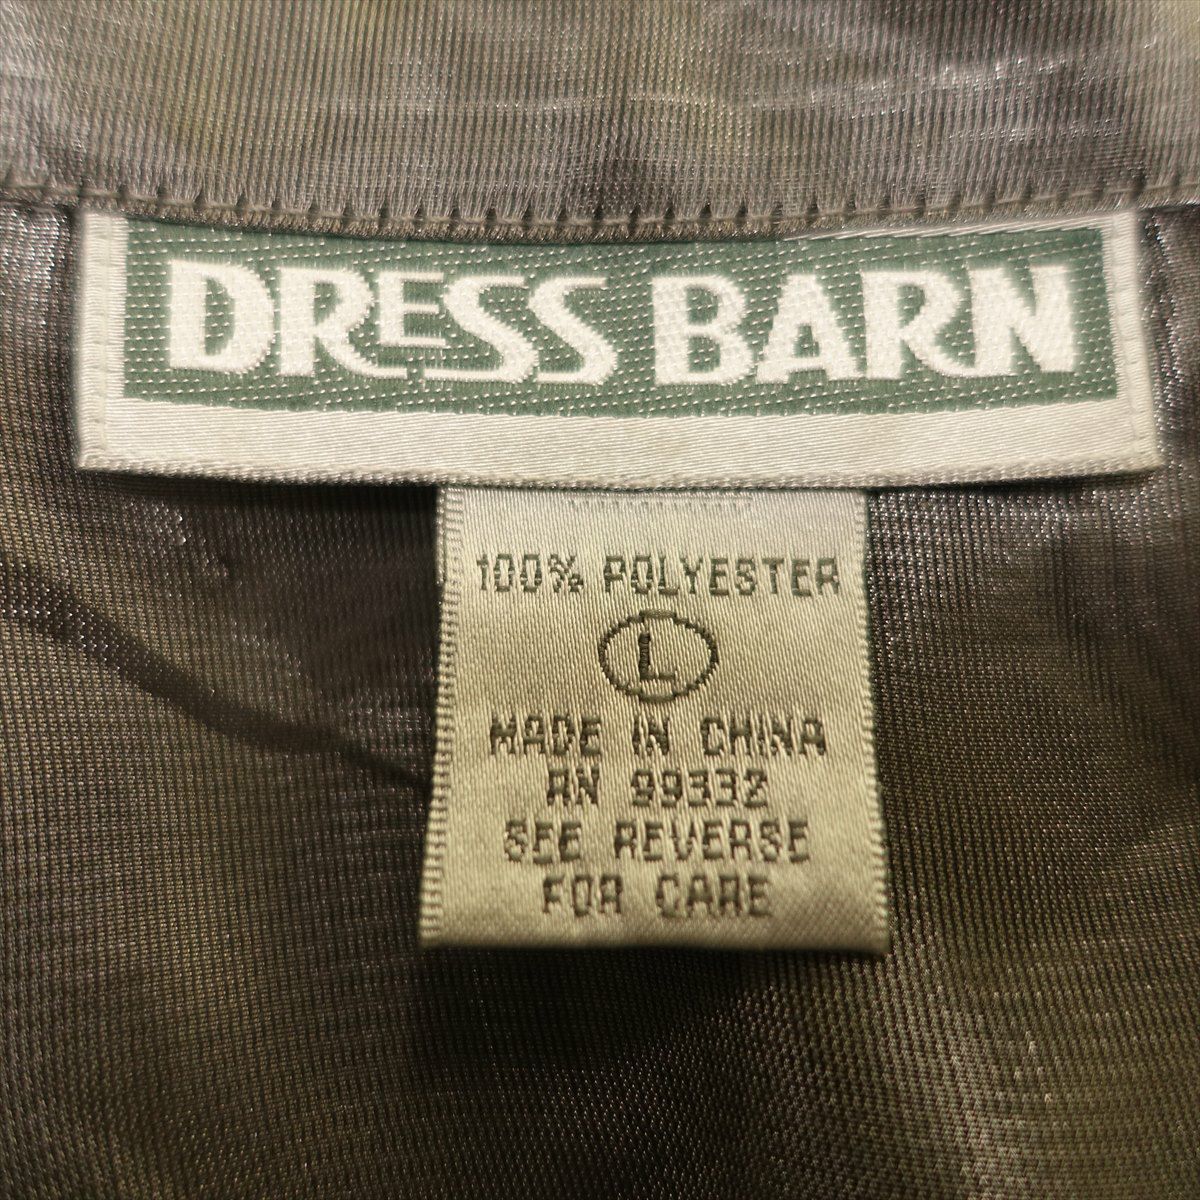 DRESS BARN
100% POLYESTER
L
MADE IN CHINA
RN 99332
SEE REVERSE
FOR CARE